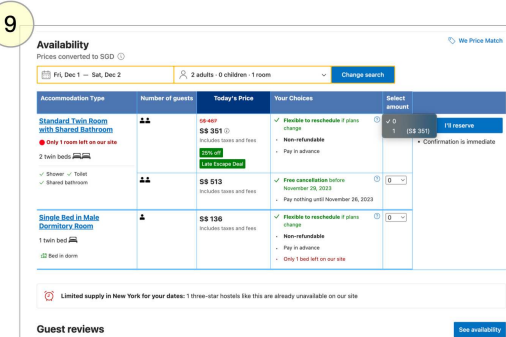 9
Availability
We Price Match
Prices converted to SGD
Fri, Dec 1 — Sat, Dec 2
2 adults · 0 children · 1 room
Change search
Accommodation Type
Number of guests
Today's Price
Your Choices
Select amount
Standard Twin Room with Shared Bathroom
Only 1 room left on our site
2 twin beds
✓ Shower ✓ Toilet
✓ Shared bathroom
S$ 467
S$ 351
Includes taxes and fees
25% off
Late Escape Deal
✓ Flexible to reschedule if plans change
• Non-refundable
• Pay in advance
✓ 0
1 (S$ 351)
I'll reserve
• Confirmation is immediate
S$ 513
Includes taxes and fees
✓ Free cancellation before November 29, 2023
• Pay nothing until November 26, 2023
0
Single Bed in Male Dormitory Room
1 twin bed
Bed in dorm
S$ 136
Includes taxes and fees
✓ Flexible to reschedule if plans change
• Non-refundable
• Pay in advance
• Only 1 bed left on our site
0
Limited supply in New York for your dates: 1 three-star hostels like this are already unavailable on our site
Guest reviews
See availability